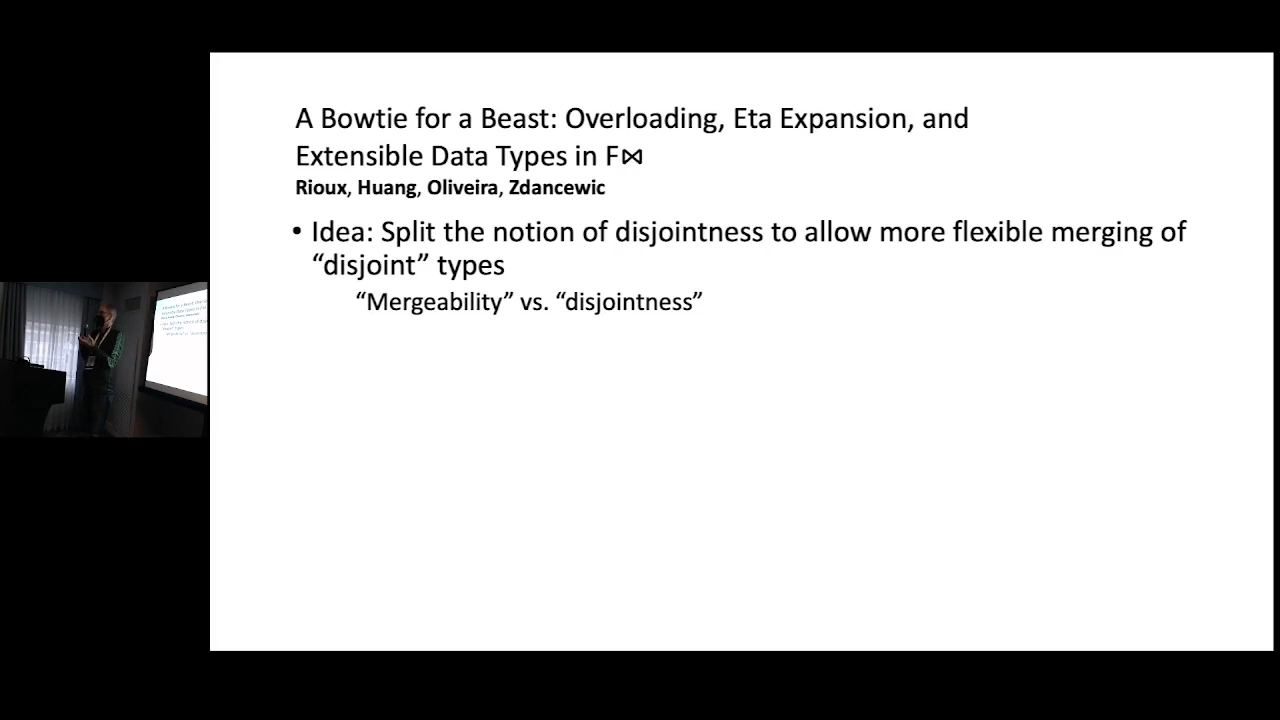 A Bowtie for a Beast: Overloading, Eta Expansion, and
Extensible Data Types in F⋈
Rioux, Huang, Oliveira, Zdancewic
• Idea: Split the notion of disjointness to allow more flexible merging of
“disjoint” types
“Mergeability” vs. “disjointness”